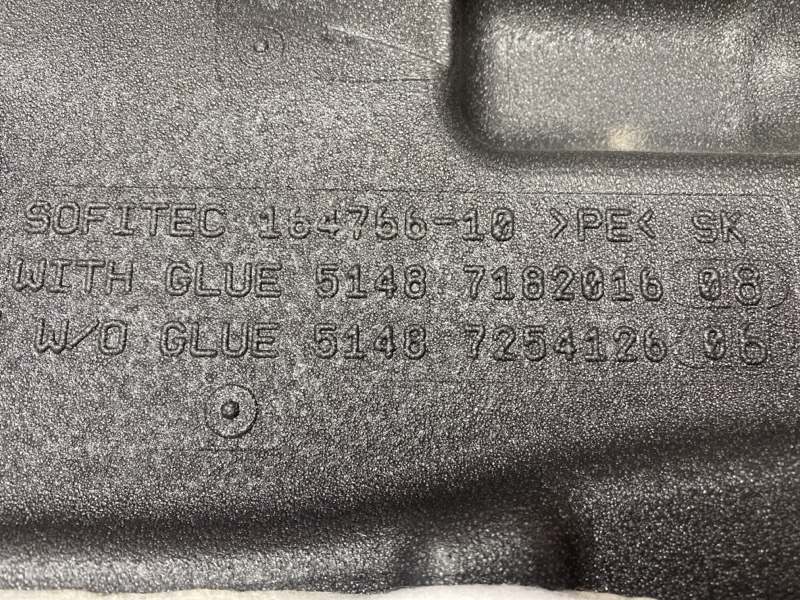 SOFITEC 164766-10 >PE< SK
WITH GLUE 5148 7182016 08
W/O GLUE 5148 7254126 06